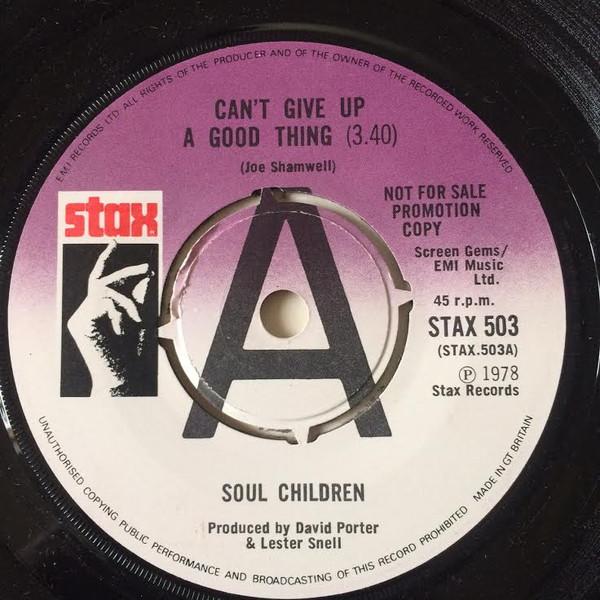 E.M.I RECORDS LTD. ALL RIGHTS OF THE PRODUCER AND OF THE OWNER OF THE RECORDED WORK RESERVED
CAN'T GIVE UP
A GOOD THING (3.40)
(Joe Shamwell)
stax
A
NOT FOR SALE
PROMOTION
COPY
Screen Gems/
EMI Music
Ltd.
45 r.p.m.
STAX 503
(STAX.503A)
Ⓟ 1978
Stax Records
SOUL CHILDREN
Produced by David Porter
& Lester Snell
UNAUTHORISED COPYING PUBLIC PERFORMANCE AND BROADCASTING OF THIS RECORD PROHIBITED MADE IN GT BRITAIN